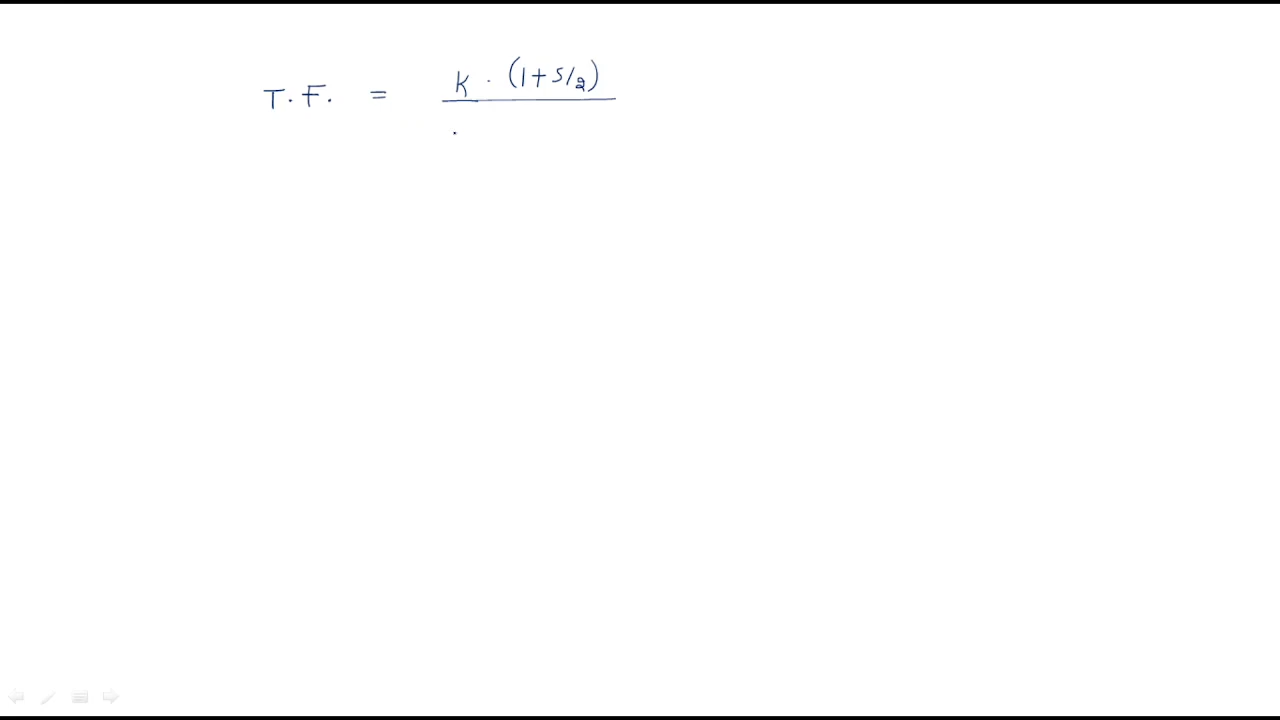 T.F. = K · (1+S/2)